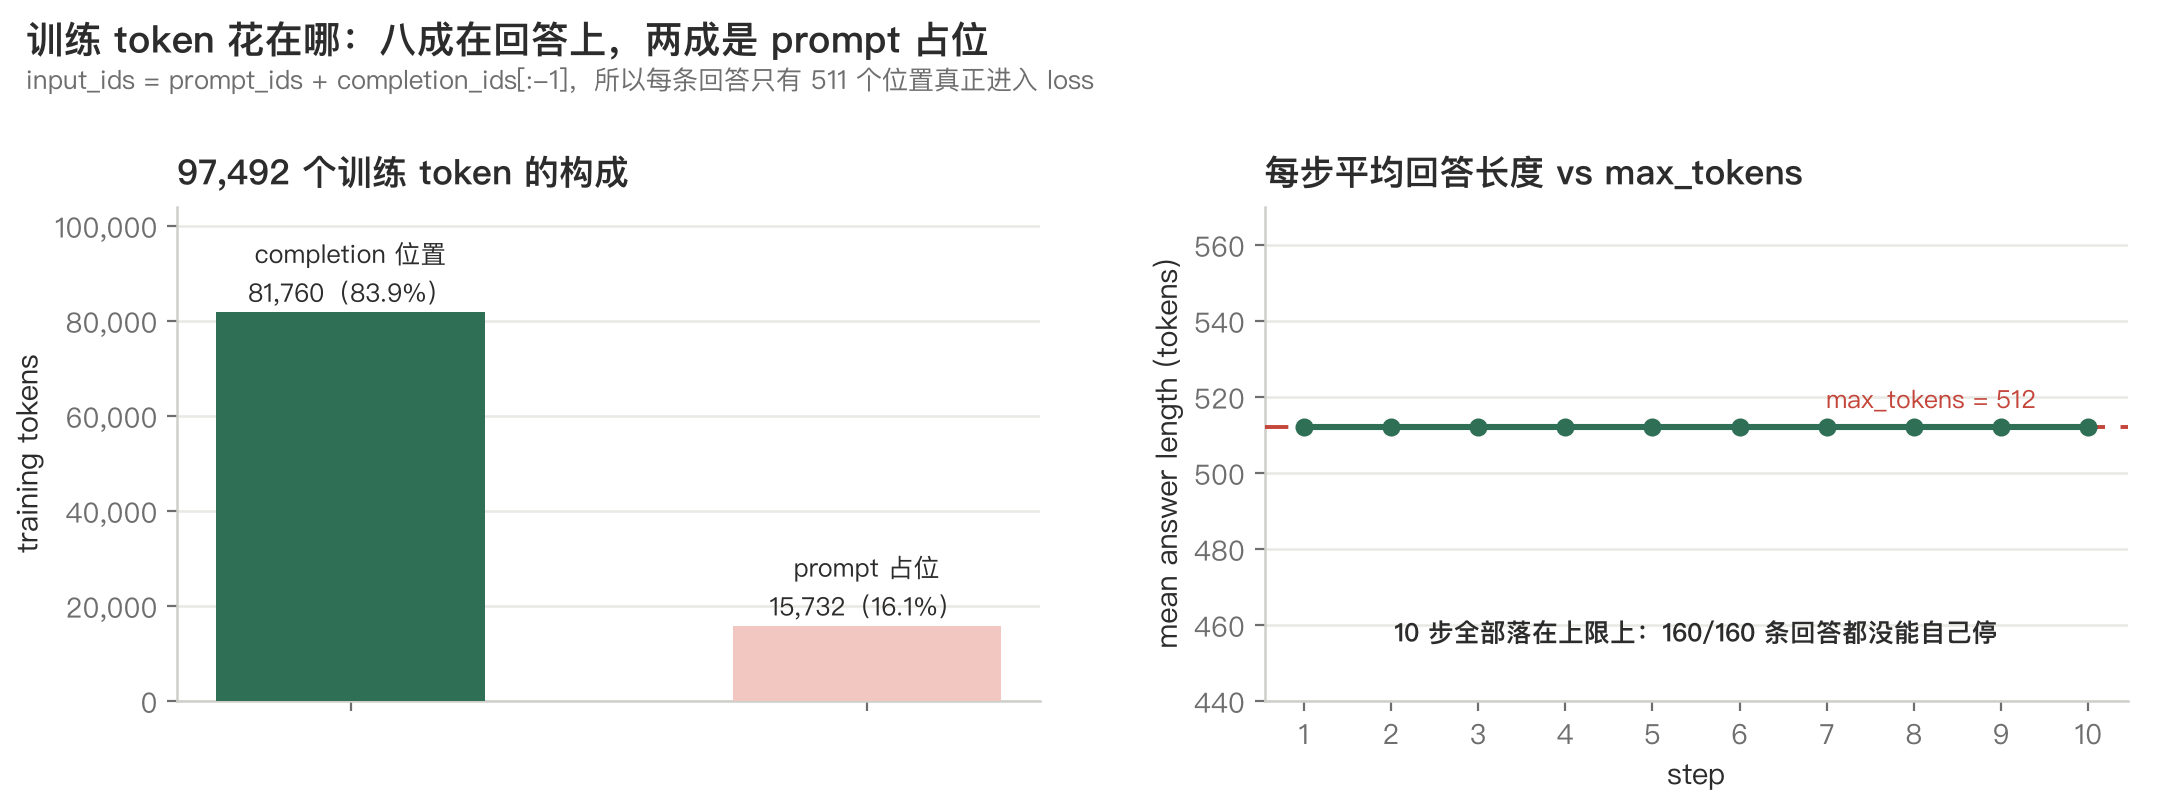 训练 token 花在哪：八成在回答上，两成是 prompt 占位
input_ids = prompt_ids + completion_ids[:−1]，所以每条回答只有 511 个位置真正进入 loss
97,492 个训练 token 的构成
training tokens
100,000
80,000
60,000
40,000
20,000
0
completion 位置
81,760（83.9%）
prompt 占位
15,732（16.1%）
每步平均回答长度 vs max_tokens
mean answer length (tokens)
560
540
520
500
480
460
440
max_tokens = 512
10 步全部落在上限上：160/160 条回答都没能自己停
1 2 3 4 5 6 7 8 9 10
step